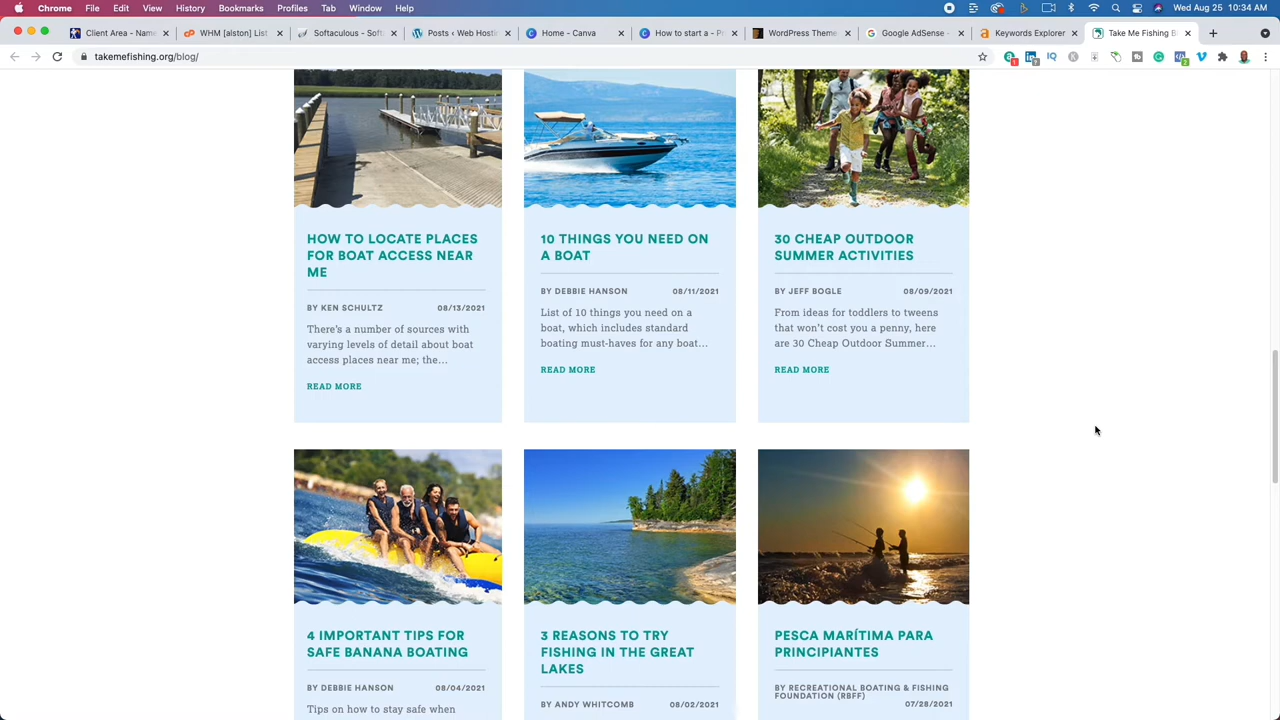 Chrome File Edit View History Bookmarks Profiles Tab Window Help Wed Aug 25 10:34 AM
Client Area - Name
WHM [alston] List
Softaculous - Soft
Posts ‹ Web Hosti
Home - Canva
How to start a - Pr
WordPress Theme
Google AdSense -
Keywords Explorer
Take Me Fishing B
takemefishing.org/blog/
HOW TO LOCATE PLACES
FOR BOAT ACCESS NEAR
ME
BY KEN SCHULTZ 08/13/2021
There's a number of sources with
varying levels of detail about boat
access places near me; the...
READ MORE
10 THINGS YOU NEED ON
A BOAT
BY DEBBIE HANSON 08/11/2021
List of 10 things you need on a
boat, which includes standard
boating must-haves for any boat...
READ MORE
30 CHEAP OUTDOOR
SUMMER ACTIVITIES
BY JEFF BOGLE 08/09/2021
From ideas for toddlers to tweens
that won't cost you a penny, here
are 30 Cheap Outdoor Summer...
READ MORE
4 IMPORTANT TIPS FOR
SAFE BANANA BOATING
BY DEBBIE HANSON 08/04/2021
Tips on how to stay safe when
3 REASONS TO TRY
FISHING IN THE GREAT
LAKES
BY ANDY WHITCOMB 08/02/2021
PESCA MARÍTIMA PARA
PRINCIPIANTES
BY RECREATIONAL BOATING & FISHING
FOUNDATION (RBFF)
07/28/2021